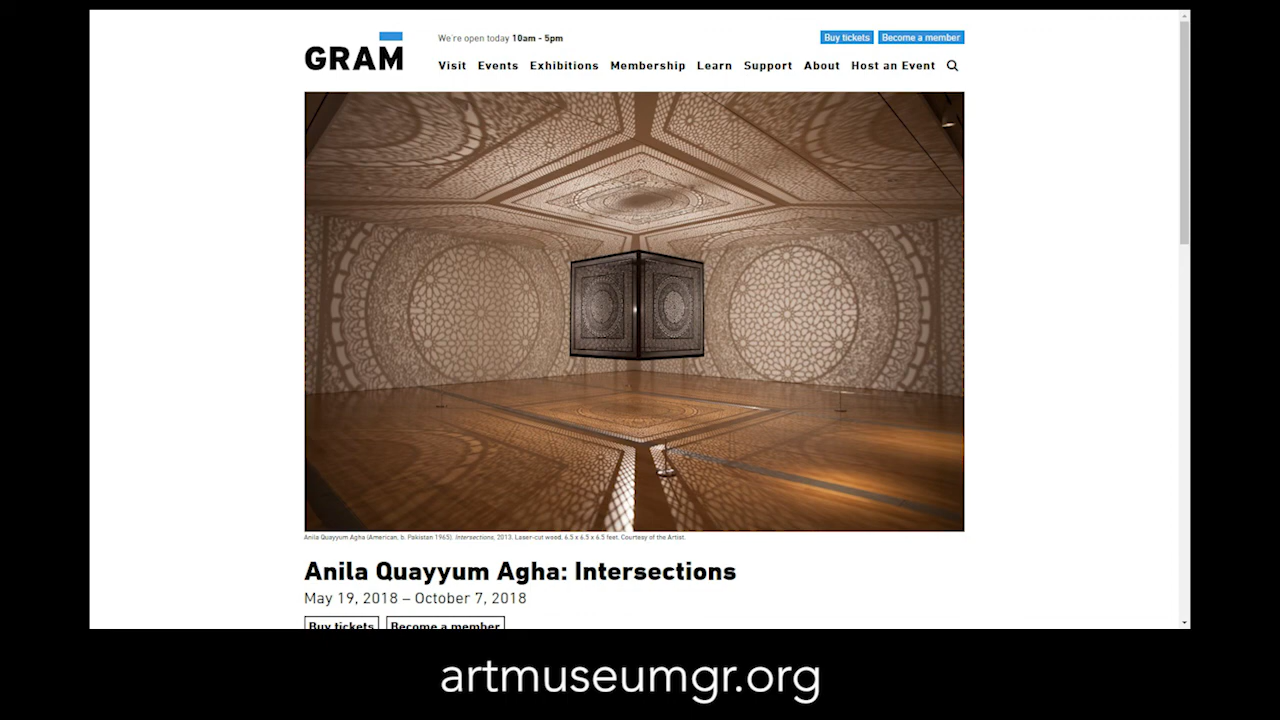 GRAM
We're open today 10am - 5pm
Buy tickets
Become a member
Visit Events Exhibitions Membership Learn Support About Host an Event
Anila Quayyum Agha (American, b. Pakistan 1965). Intersections, 2013. Laser-cut wood, 6.5 x 6.5 x 6.5 feet. Courtesy of the Artist.
Anila Quayyum Agha: Intersections
May 19, 2018 – October 7, 2018
Buy tickets
Become a member
artmuseumgr.org